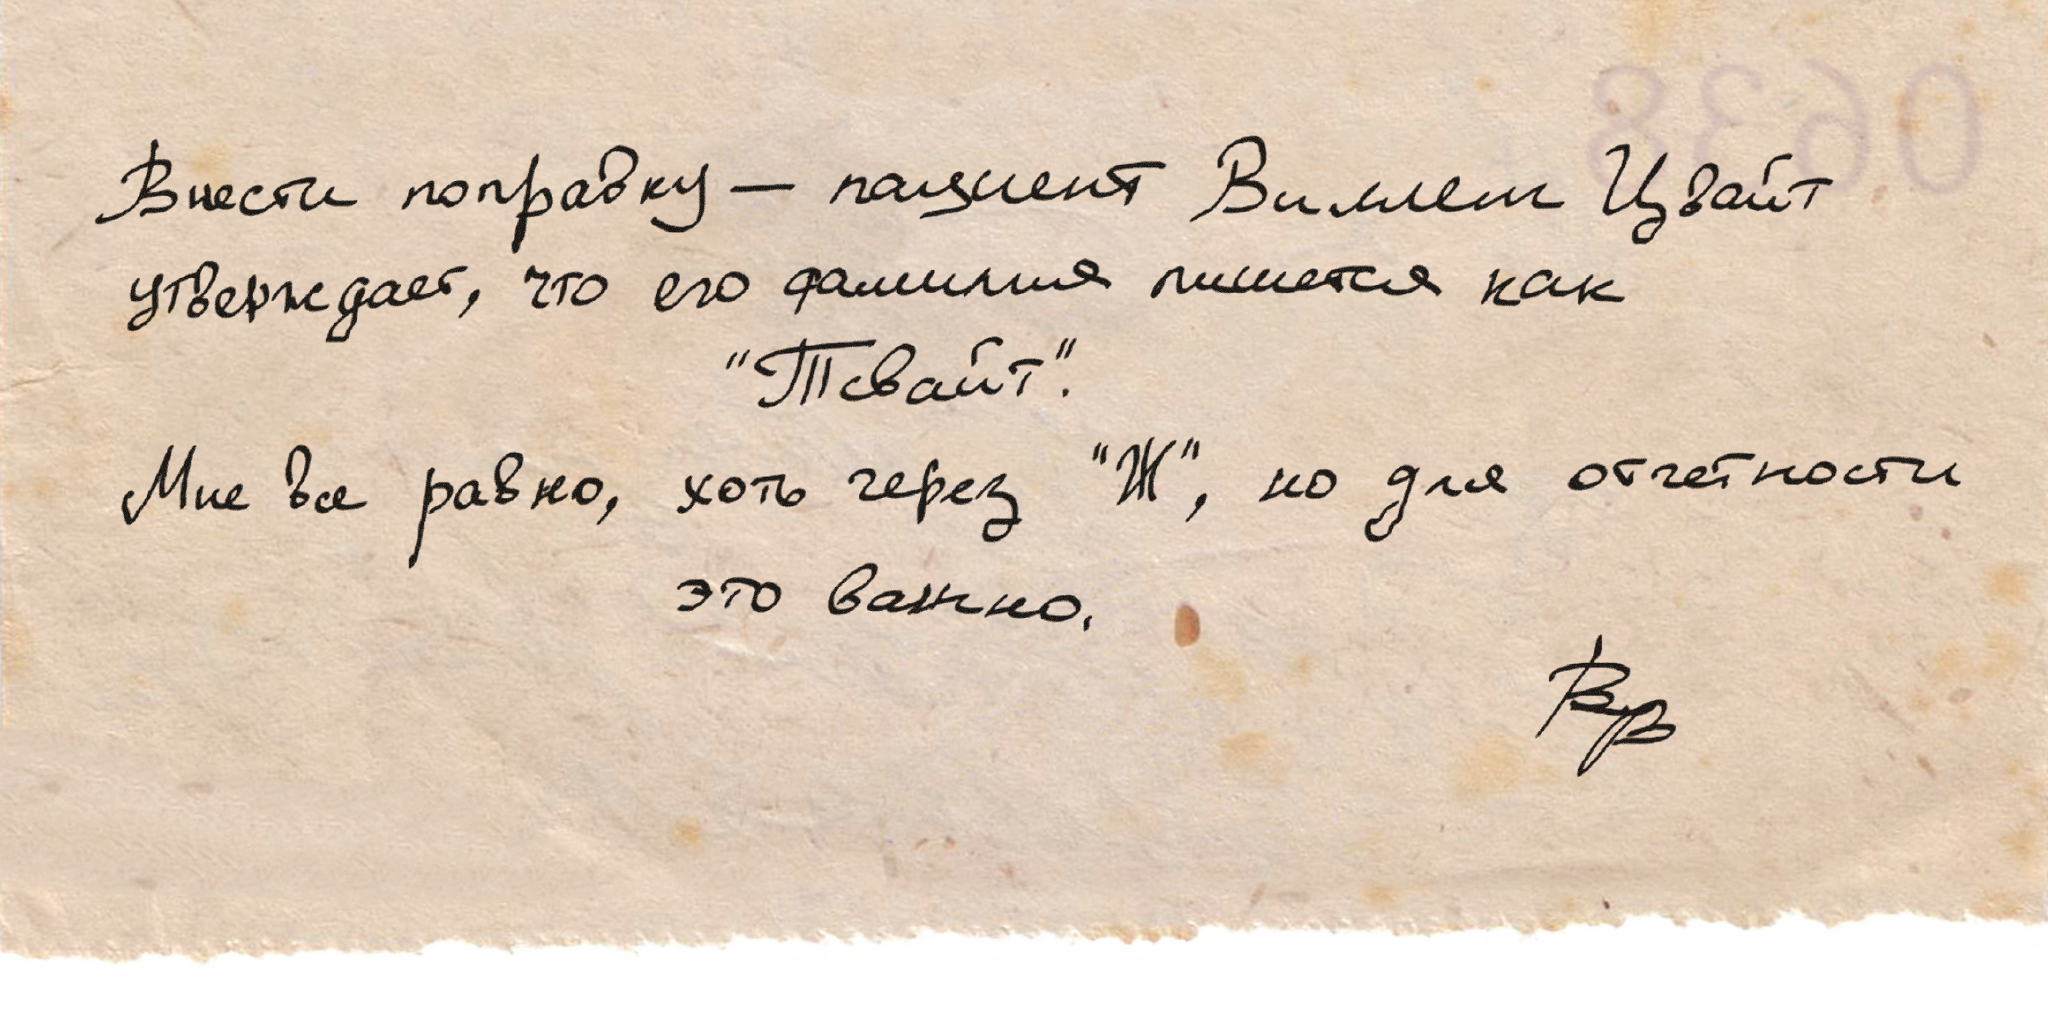 0638
Внести поправку — пациент Виллем Цвайт
утверждает, что его фамилия пишется как
"Тсвайт".
Мне все равно, хоть через "Ж", но для отчетности
это важно.
Вр